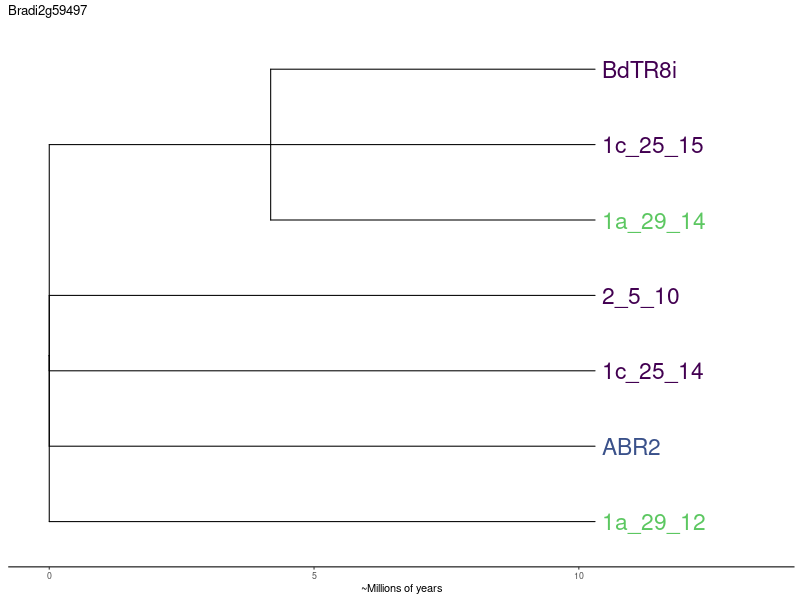 Bradi2g59497
BdTR8i
1c_25_15
1a_29_14
2_5_10
1c_25_14
ABR2
1a_29_12
0 5 10
~Millions of years